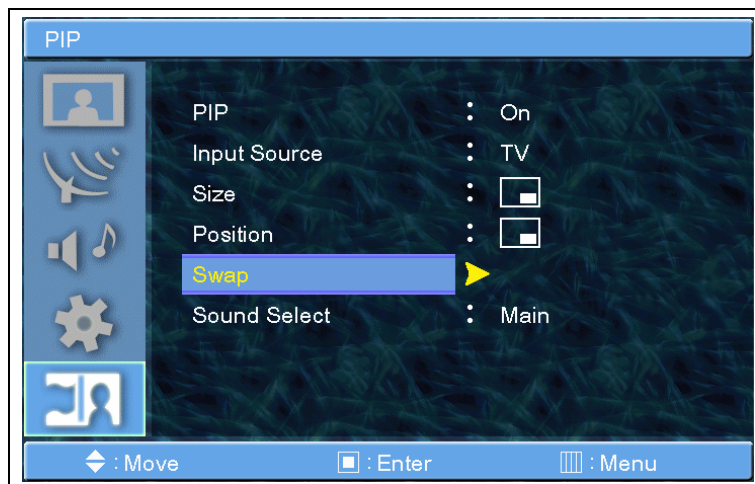 PIP
PIP : On
Input Source : TV
Size :
Position :
Swap
Sound Select : Main
: Move : Enter : Menu